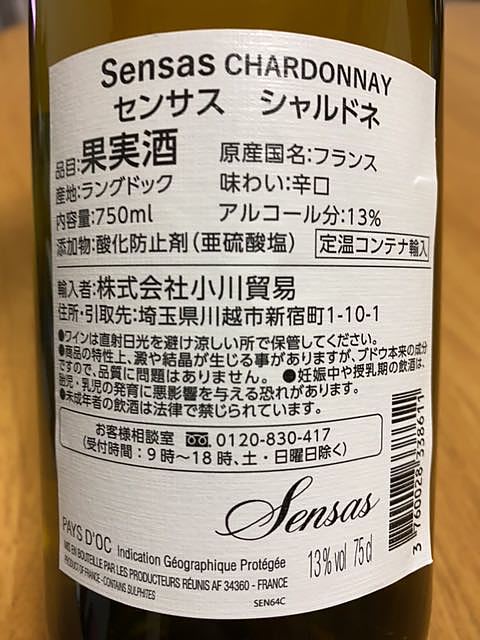 Sensas CHARDONNAY
センサス シャルドネ
品目:果実酒 原産国名:フランス
産地:ラングドック 味わい:辛口
内容量:750ml アルコール分:13%
添加物:酸化防止剤(亜硫酸塩) 定温コンテナ輸入
輸入者:株式会社小川貿易
住所・引取先:埼玉県川越市新宿町1-10-1
●ワインは直射日光を避け涼しい所で保管してください。
●商品の特性上、澱や結晶が生じる事がありますが、ブドウ本来の成分
ですので、品質に問題はありません。 ●妊娠中や授乳期の飲酒は、
胎児・乳児の発育に悪影響を与える恐れがあります。
●未成年者の飲酒は法律で禁じられています。
お客様相談室 0120-830-417
(受付時間:9時〜18時、土・日曜日除く)
Sensas
PAYS D'OC Indication Géographique Protégée
MIS EN BOUTEILLE PAR LES PRODUCTEURS RÉUNIS AF 34360 - FRANCE
PRODUCT OF FRANCE - CONTAINS SULPHITES
13% vol 75 cl
SEN64C
3 760028 338611